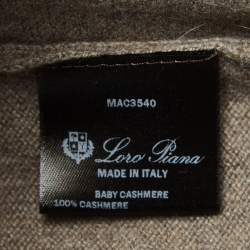 MAC3540
Loro Piana
MADE IN ITALY
BABY CASHMERE
100% CASHMERE